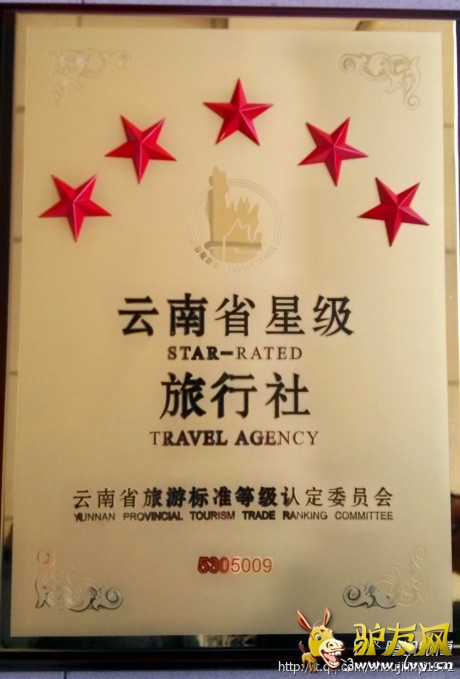 云南省星级
STAR-RATED
旅行社
TRAVEL AGENCY
云南省旅游标准等级认定委员会
YUNNAN PROVINCIAL TOURISM TRADE RANKING COMMITTEE
5305009
驴友网